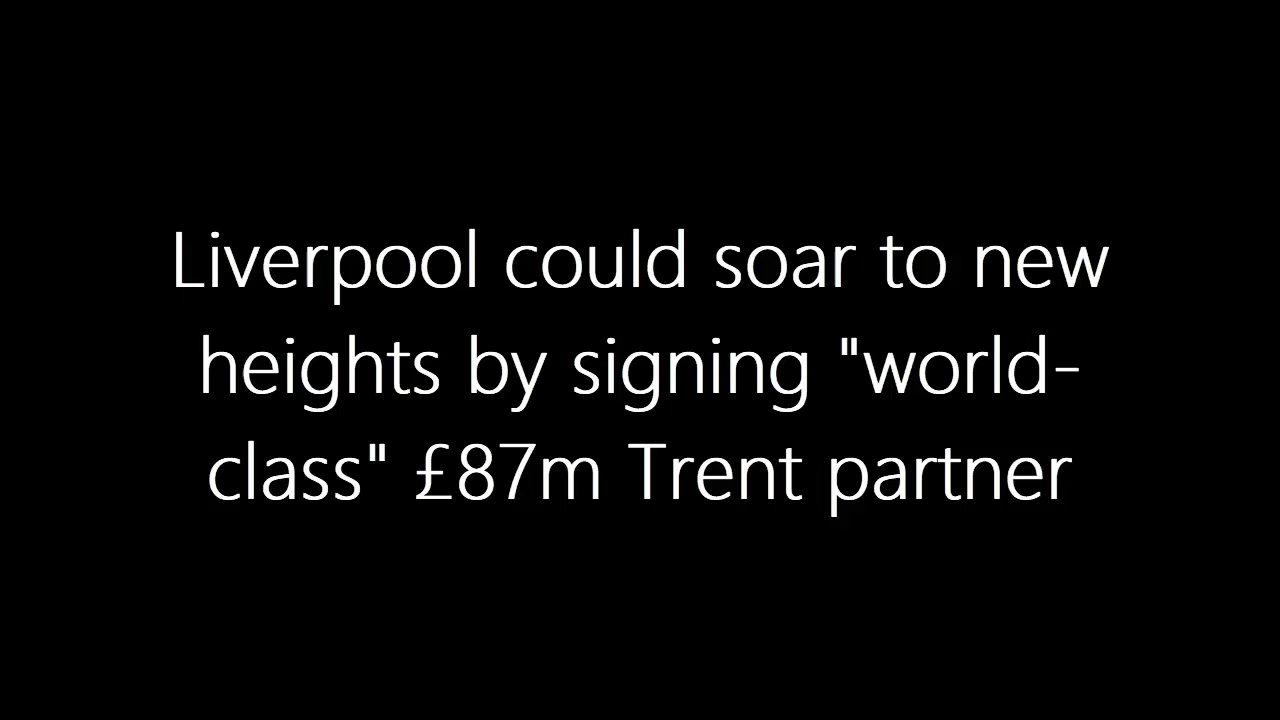 Liverpool could soar to new
heights by signing "world-
class" £87m Trent partner